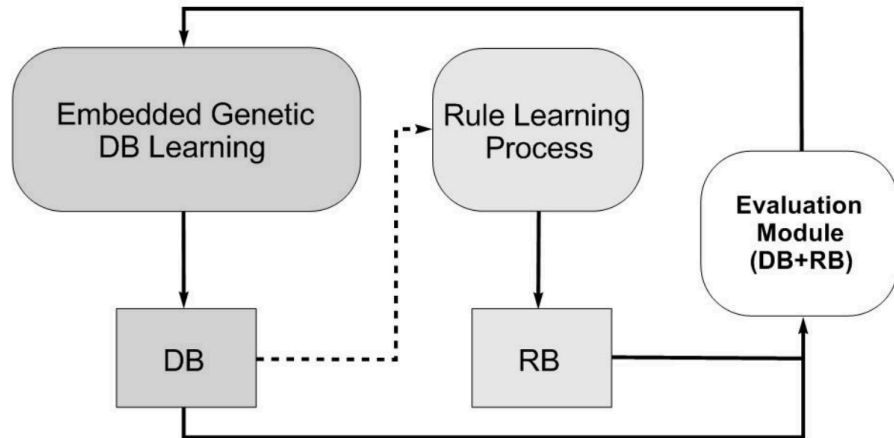 Embedded Genetic
DB Learning
Rule Learning
Process
Evaluation
Module
(DB+RB)
DB
RB